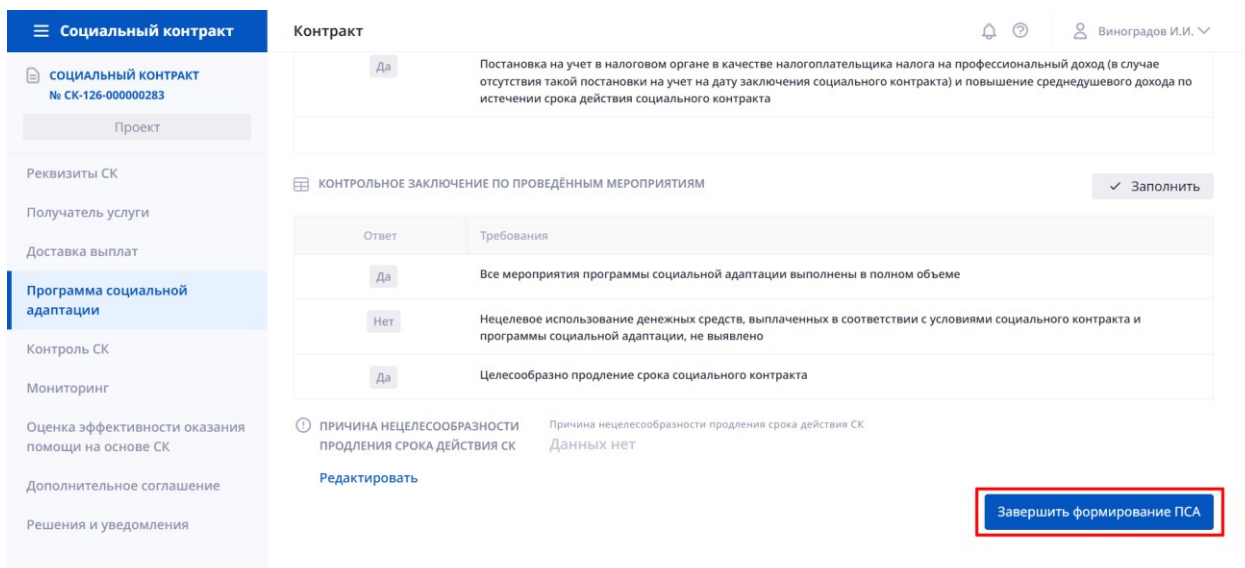 Социальный контракт
Контракт
Виноградов И.И.
СОЦИАЛЬНЫЙ КОНТРАКТ
№ СК-126-000000283
Проект
Реквизиты СК
Получатель услуги
Доставка выплат
Программа социальной
адаптации
Контроль СК
Мониторинг
Оценка эффективности оказания
помощи на основе СК
Дополнительное соглашение
Решения и уведомления
Да
Постановка на учет в налоговом органе в качестве налогоплательщика налога на профессиональный доход (в случае
отсутствия такой постановки на учет на дату заключения социального контракта) и повышение среднедушевого дохода по
истечении срока действия социального контракта
КОНТРОЛЬНОЕ ЗАКЛЮЧЕНИЕ ПО ПРОВЕДЁННЫМ МЕРОПРИЯТИЯМ
Заполнить
Ответ
Требования
Да
Все мероприятия программы социальной адаптации выполнены в полном объеме
Нет
Нецелевое использование денежных средств, выплаченных в соответствии с условиями социального контракта и
программы социальной адаптации, не выявлено
Да
Целесообразно продление срока социального контракта
ПРИЧИНА НЕЦЕЛЕСООБРАЗНОСТИ
ПРОДЛЕНИЯ СРОКА ДЕЙСТВИЯ СК
Причина нецелесообразности продления срока действия СК
Данных нет
Редактировать
Завершить формирование ПСА